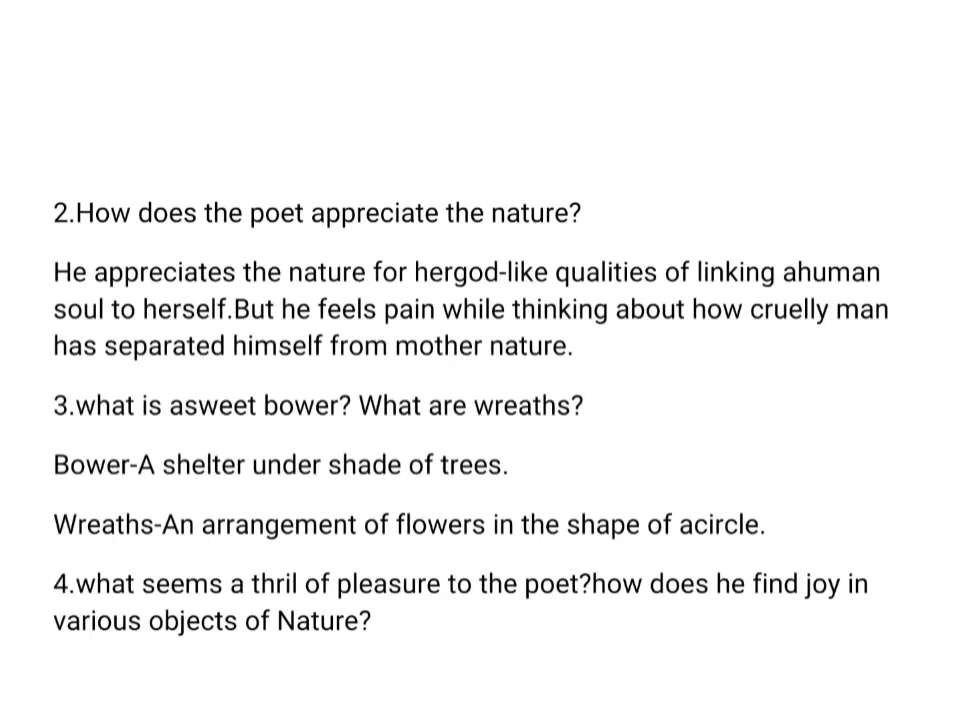 2.How does the poet appreciate the nature?
He appreciates the nature for hergod-like qualities of linking ahuman
soul to herself.But he feels pain while thinking about how cruelly man
has separated himself from mother nature.
3.what is asweet bower? What are wreaths?
Bower-A shelter under shade of trees.
Wreaths-An arrangement of flowers in the shape of acircle.
4.what seems a thril of pleasure to the poet?how does he find joy in
various objects of Nature?